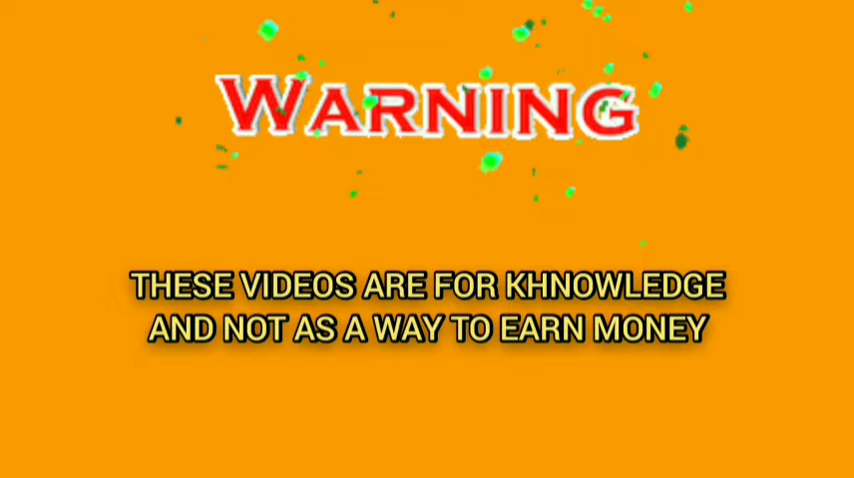 WARNING
THESE VIDEOS ARE FOR KHNOWLEDGE
AND NOT AS A WAY TO EARN MONEY